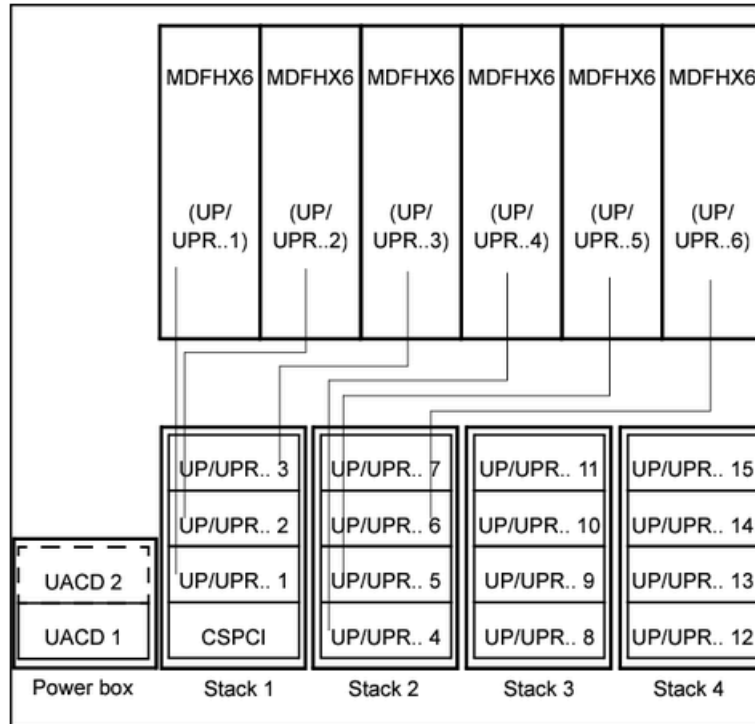 MDFHX6 MDFHX6 MDFHX6 MDFHX6 MDFHX6 MDFHX6
(UP/ (UP/ (UP/ (UP/ (UP/ (UP/
UPR..1) UPR..2) UPR..3) UPR..4) UPR..5) UPR..6)
UP/UPR.. 3 UP/UPR.. 7 UP/UPR.. 11 UP/UPR.. 15
UP/UPR.. 2 UP/UPR.. 6 UP/UPR.. 10 UP/UPR.. 14
UACD 2 UP/UPR.. 1 UP/UPR.. 5 UP/UPR.. 9 UP/UPR.. 13
UACD 1 CSPCI UP/UPR.. 4 UP/UPR.. 8 UP/UPR.. 12
Power box Stack 1 Stack 2 Stack 3 Stack 4